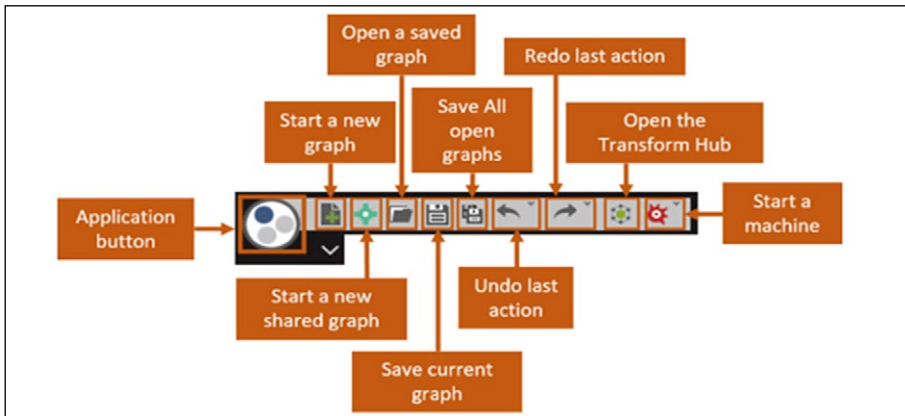 Open a saved
graph
Redo last action
Start a new
graph
Save All
open
graphs
Open the
Transform Hub
Application
button
Start a
machine
Start a new
shared graph
Undo last
action
Save current
graph